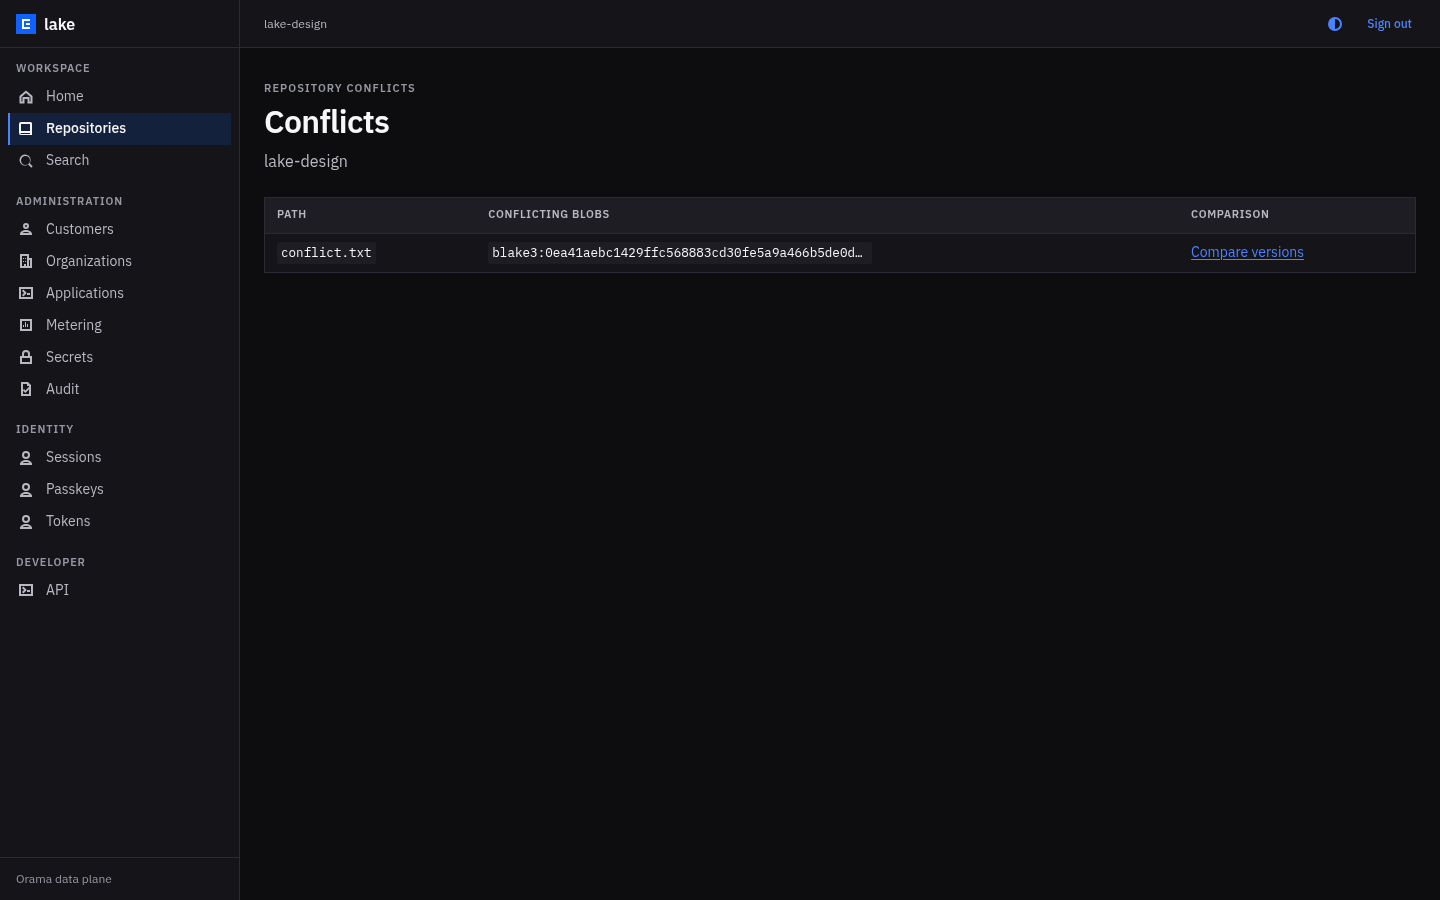 lake
lake-design
Sign out
WORKSPACE
Home
Repositories
Search
ADMINISTRATION
Customers
Organizations
Applications
Metering
Secrets
Audit
IDENTITY
Sessions
Passkeys
Tokens
DEVELOPER
API
Orama data plane
REPOSITORY CONFLICTS
Conflicts
lake-design
PATH CONFLICTING BLOBS COMPARISON
conflict.txt blake3:0ea41aebc1429ffc568883cd30fe5a9a466b5de0d… Compare versions